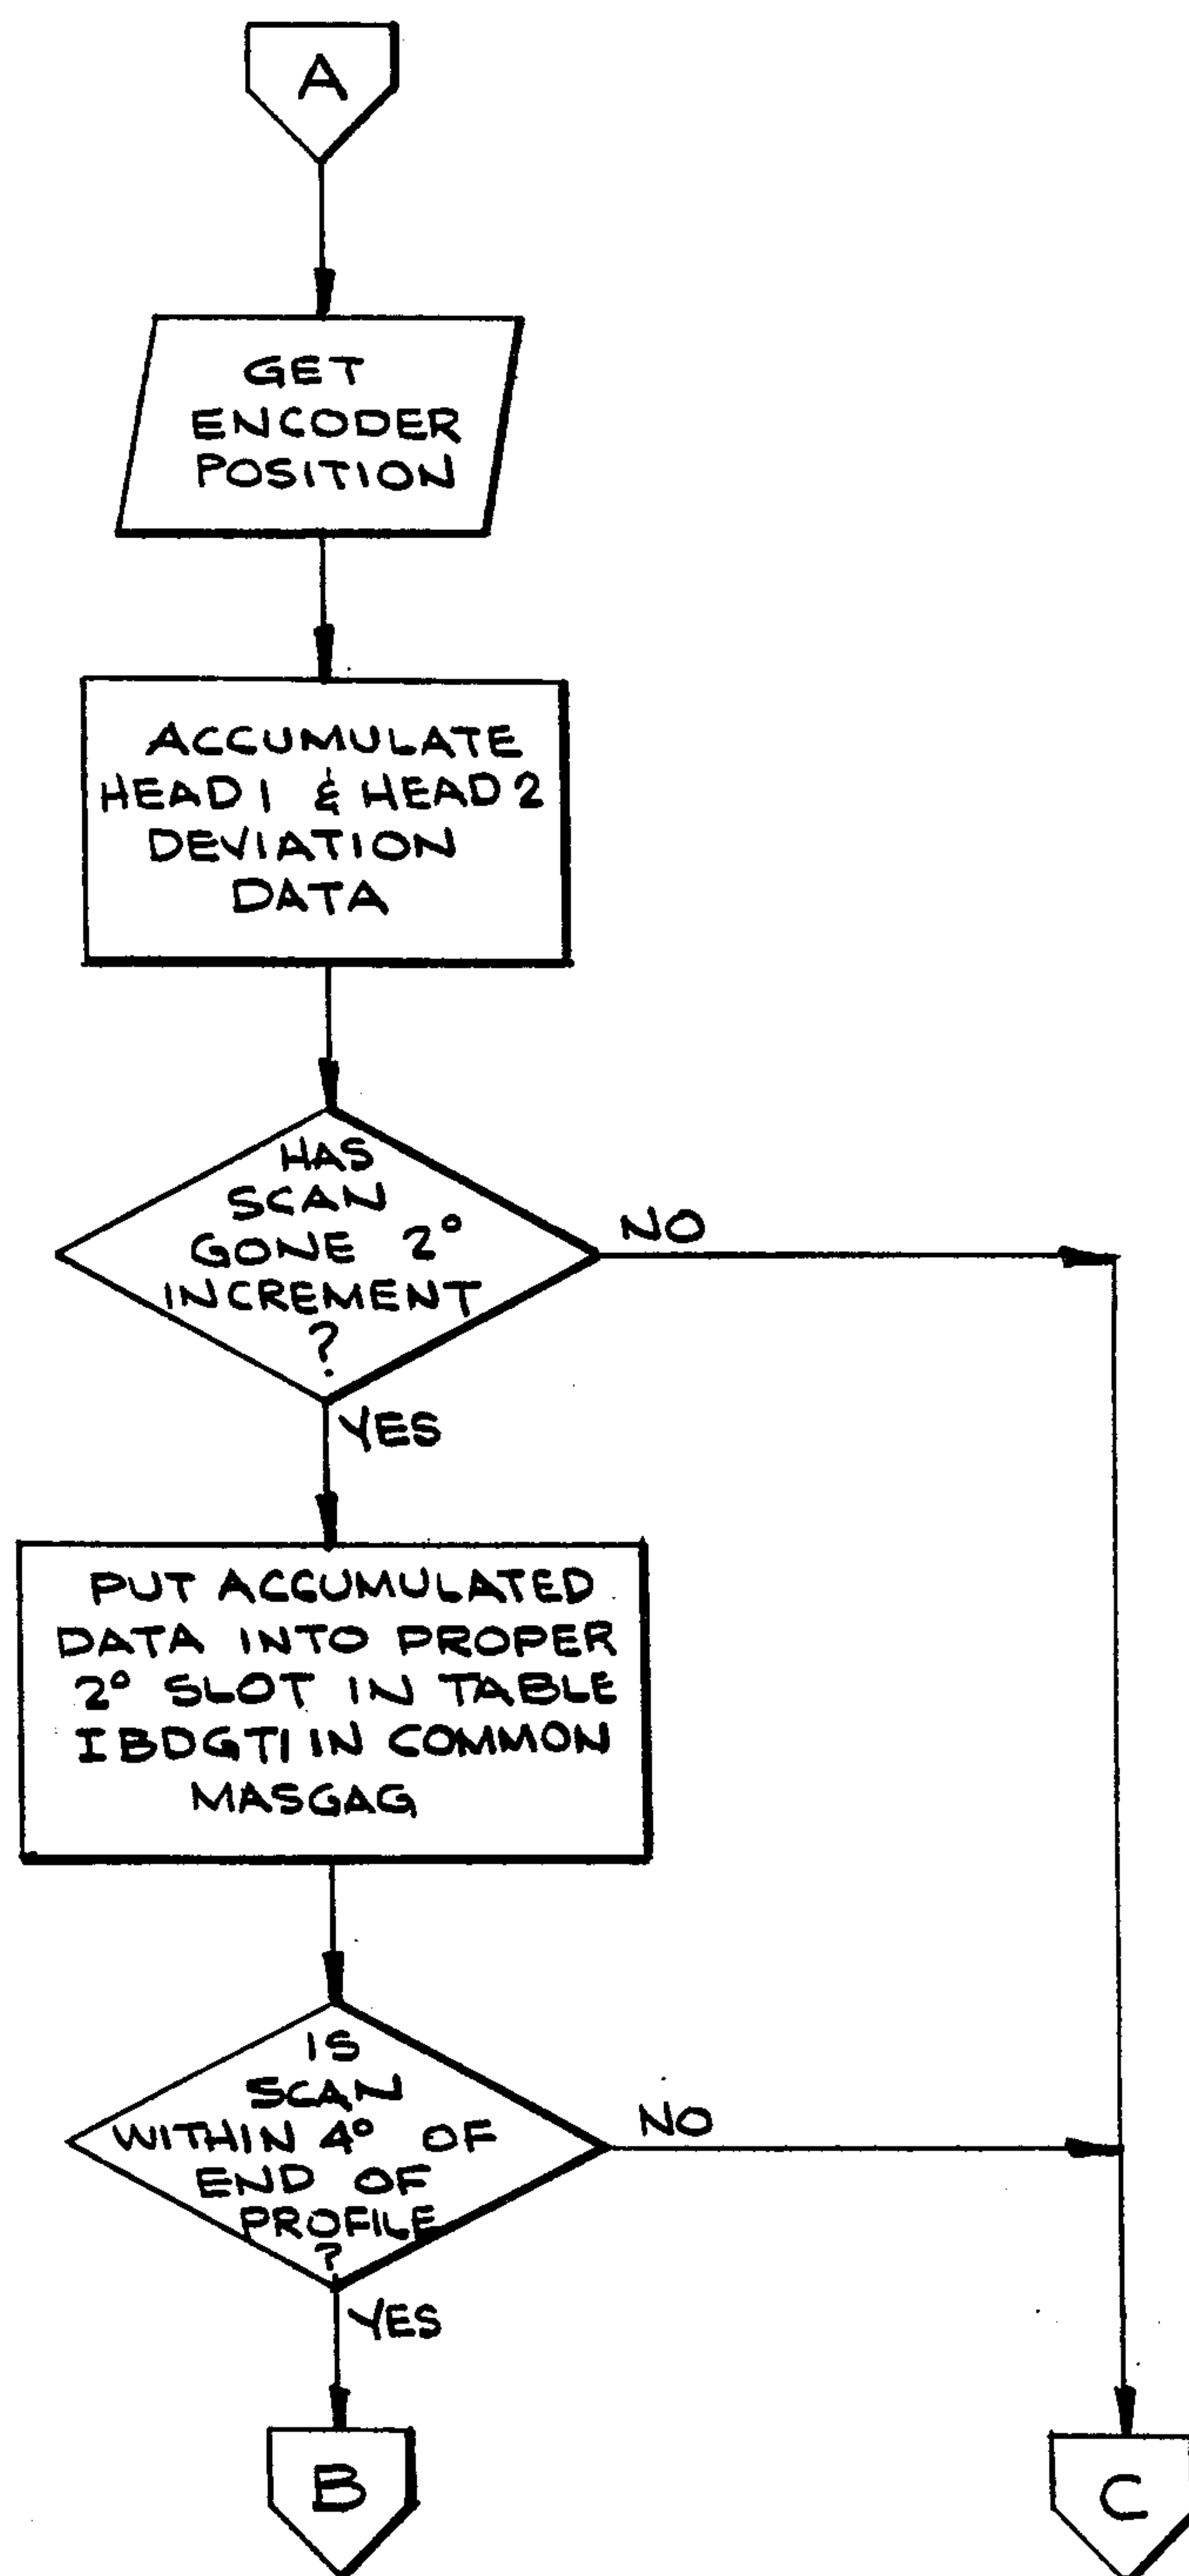 A
GET
ENCODER
POSITION
ACCUMULATE
HEAD 1 & HEAD 2
DEVIATION
DATA
HAS
SCAN
GONE 2°
INCREMENT
?
NO
YES
PUT ACCUMULATED
DATA INTO PROPER
2° SLOT IN TABLE
IBDGT1 IN COMMON
MASGAG
IS
SCAN
WITHIN 4° OF
END OF
PROFILE
?
NO
YES
B
C